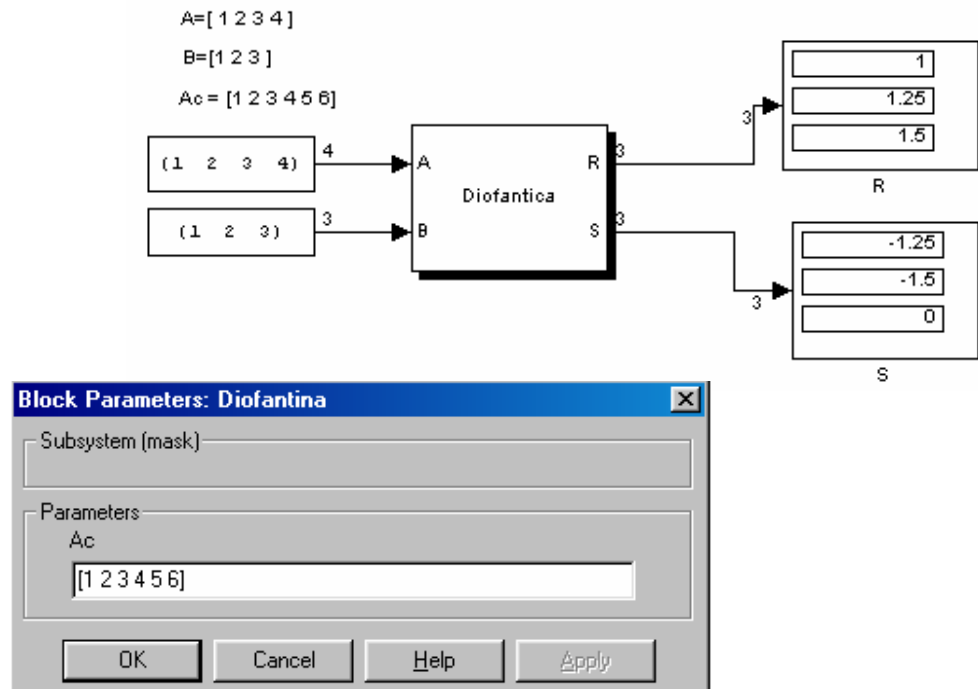 A=[ 1 2 3 4 ]
B=[1 2 3 ]
Ac = [1 2 3 4 5 6]
(1 2 3 4)
4
A
R
3
3
1
1.25
1.5
R
Diofantica
(1 2 3)
3
B
S
3
3
-1.25
-1.5
0
S
Block Parameters: Diofantina
Subsystem (mask)
Parameters
Ac
[1 2 3 4 5 6]
OK Cancel Help Apply